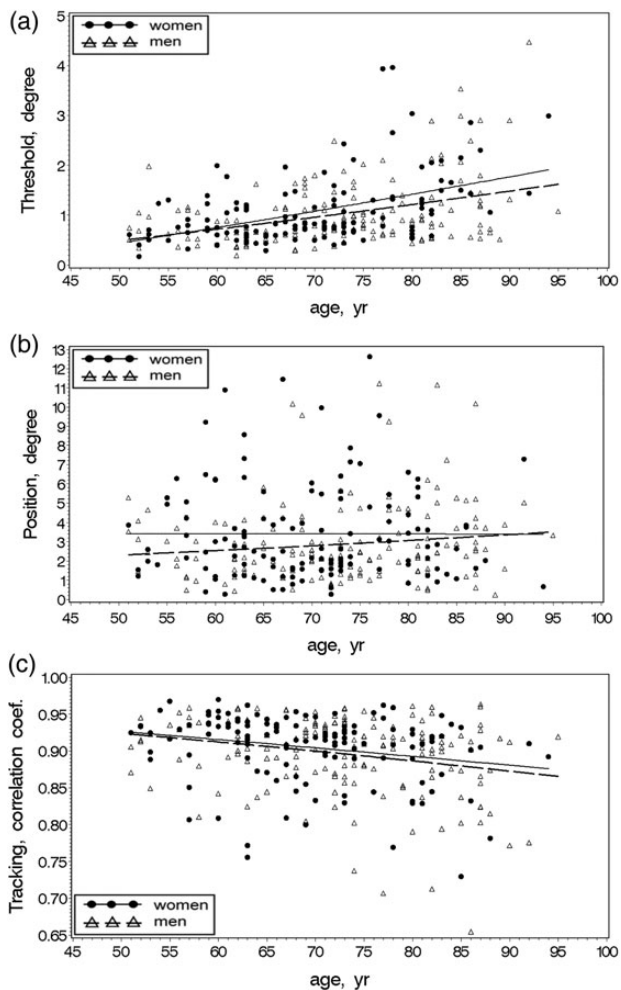 (a)
women
men
Threshold, degree
5
4
3
2
1
0
45 50 55 60 65 70 75 80 85 90 95 100
age, yr
(b)
women
men
Position, degree
13
12
11
10
9
8
7
6
5
4
3
2
1
0
45 50 55 60 65 70 75 80 85 90 95 100
age, yr
(c)
Tracking, correlation coef.
1.00
0.95
0.90
0.85
0.80
0.75
0.70
0.65
women
men
45 50 55 60 65 70 75 80 85 90 95 100
age, yr